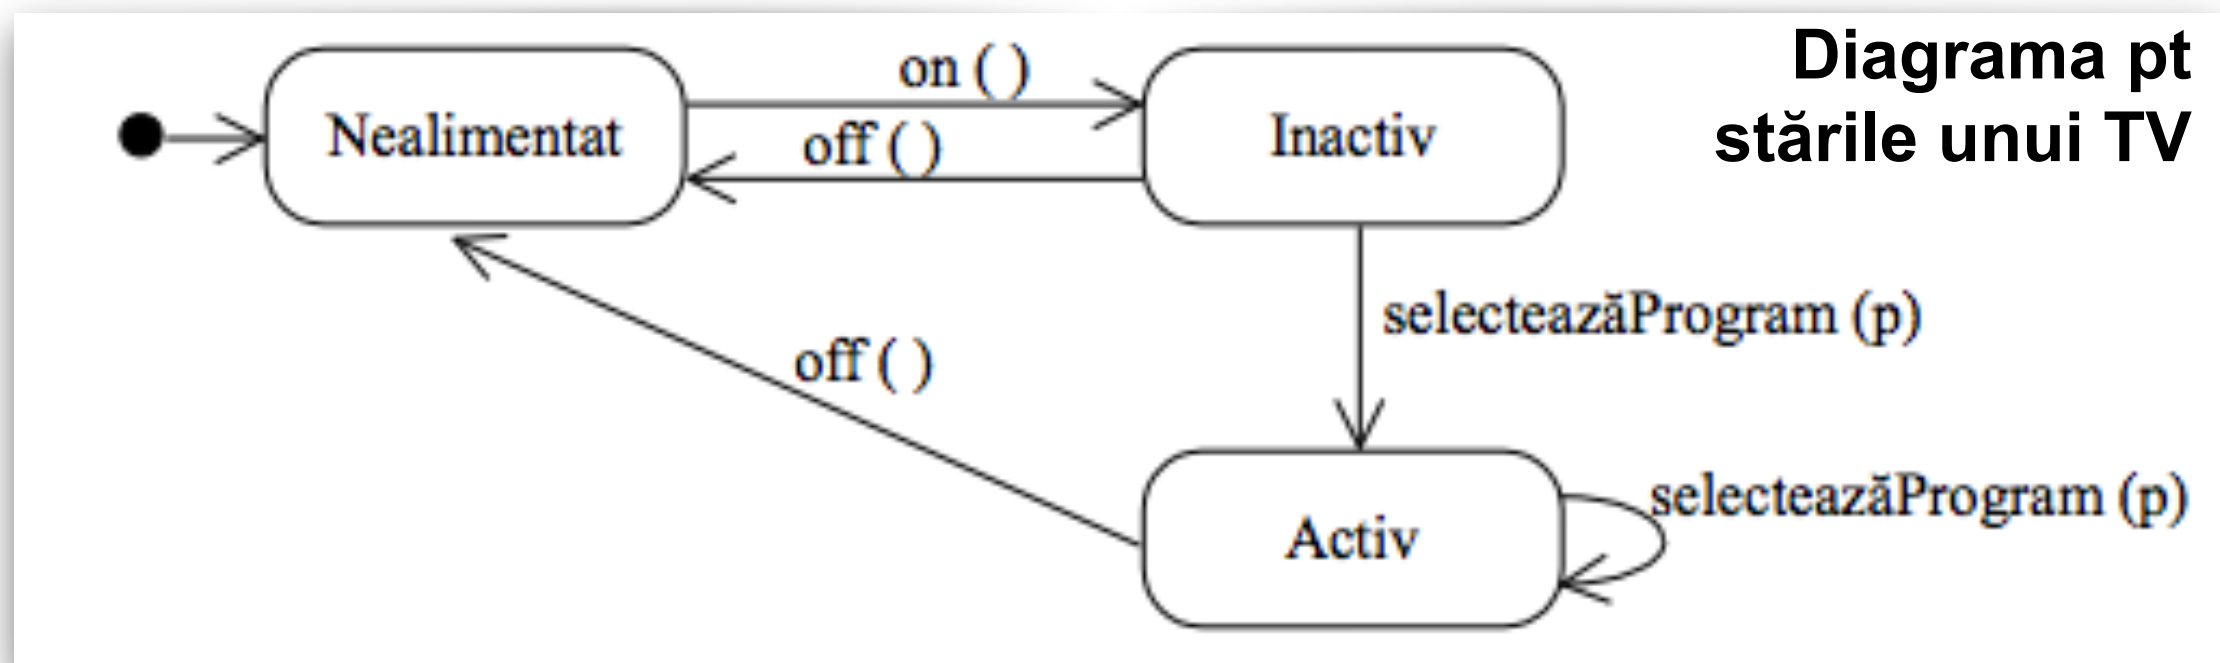 Diagrama pt
stările unui TV
on ( )
Nealimentat
off ( )
Inactiv
selecteazăProgram (p)
off ( )
selecteazăProgram (p)
Activ